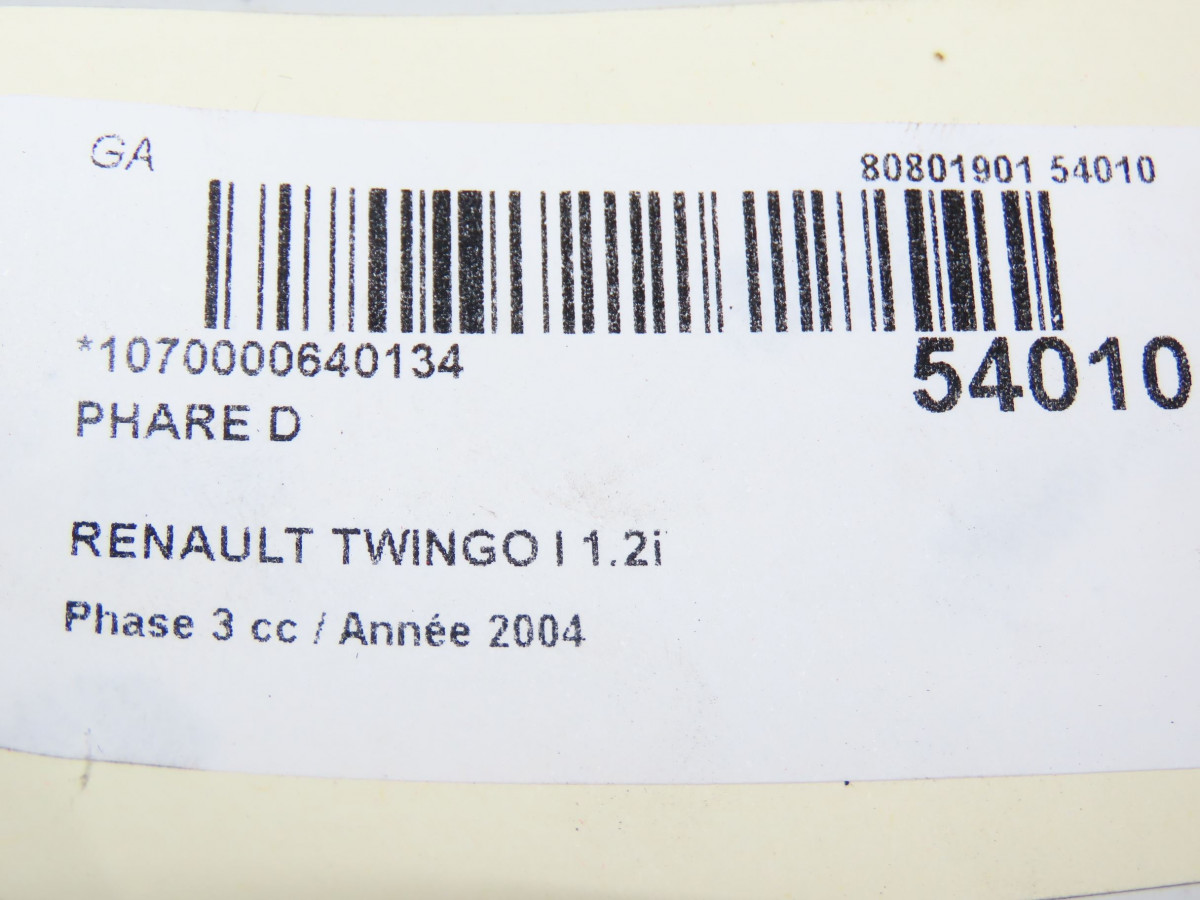 GA
80801901 54010
*1070000640134
54010
PHARE D
RENAULT TWINGO I 1.2i
Phase 3 cc / Année 2004